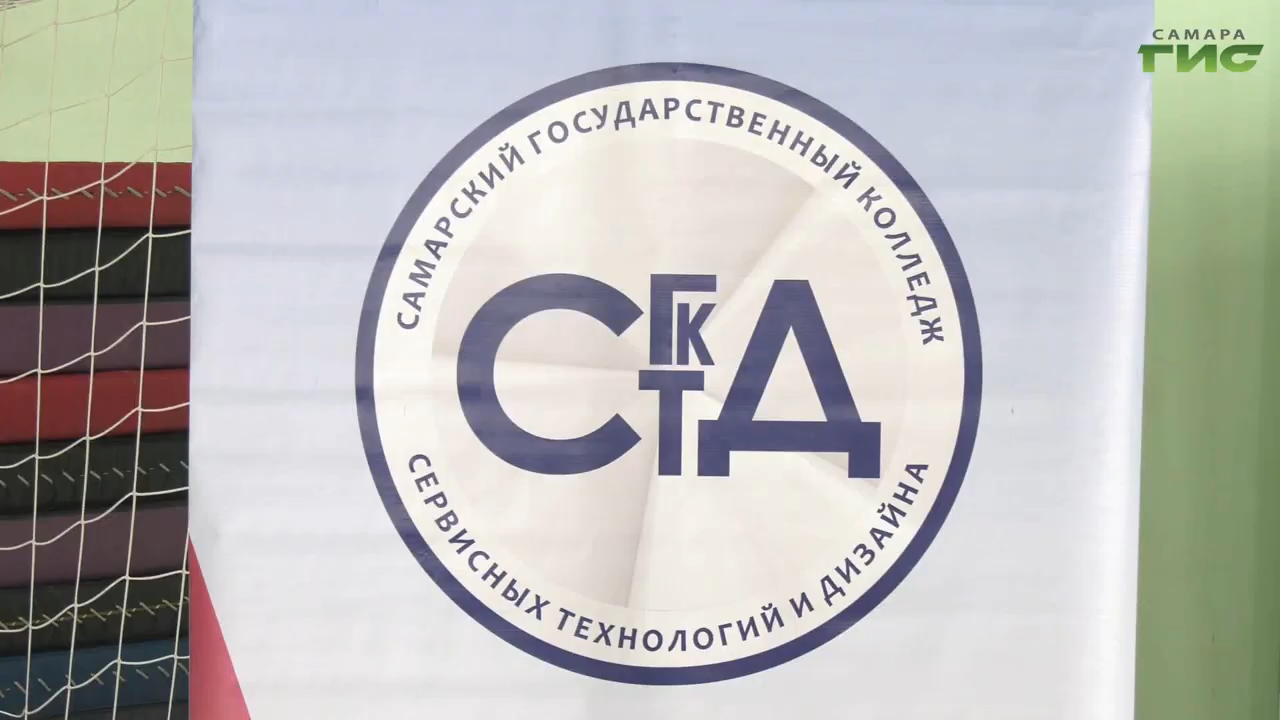 САМАРА
ГИС
САМАРСКИЙ ГОСУДАРСТВЕННЫЙ КОЛЛЕДЖ
СГКТД
СЕРВИСНЫХ ТЕХНОЛОГИЙ И ДИЗАЙНА